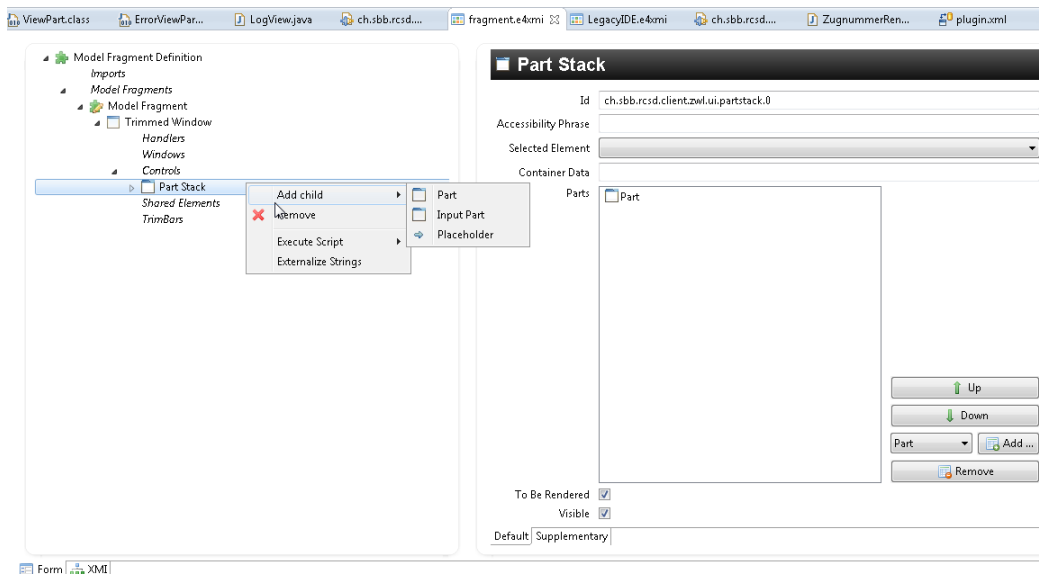 ViewPart.class ErrorViewPar... LogView.java ch.sbb.rcsd.... fragment.e4xmi LegacyIDE.e4xmi ch.sbb.rcsd.... ZugnummerRen... plugin.xml
Model Fragment Definition
Imports
Model Fragments
Model Fragment
Trimmed Window
Handlers
Windows
Controls
Part Stack
Shared Elements
TrimBars
Add child
Remove
Execute Script
Externalize Strings
Part
Input Part
Placeholder
Part Stack
Id ch.sbb.rcsd.client.zwl.ui.partstack.0
Accessibility Phrase
Selected Element
Container Data
Parts Part
Up
Down
Part Add ...
Remove
To Be Rendered
Visible
Default Supplementary
Form XMI